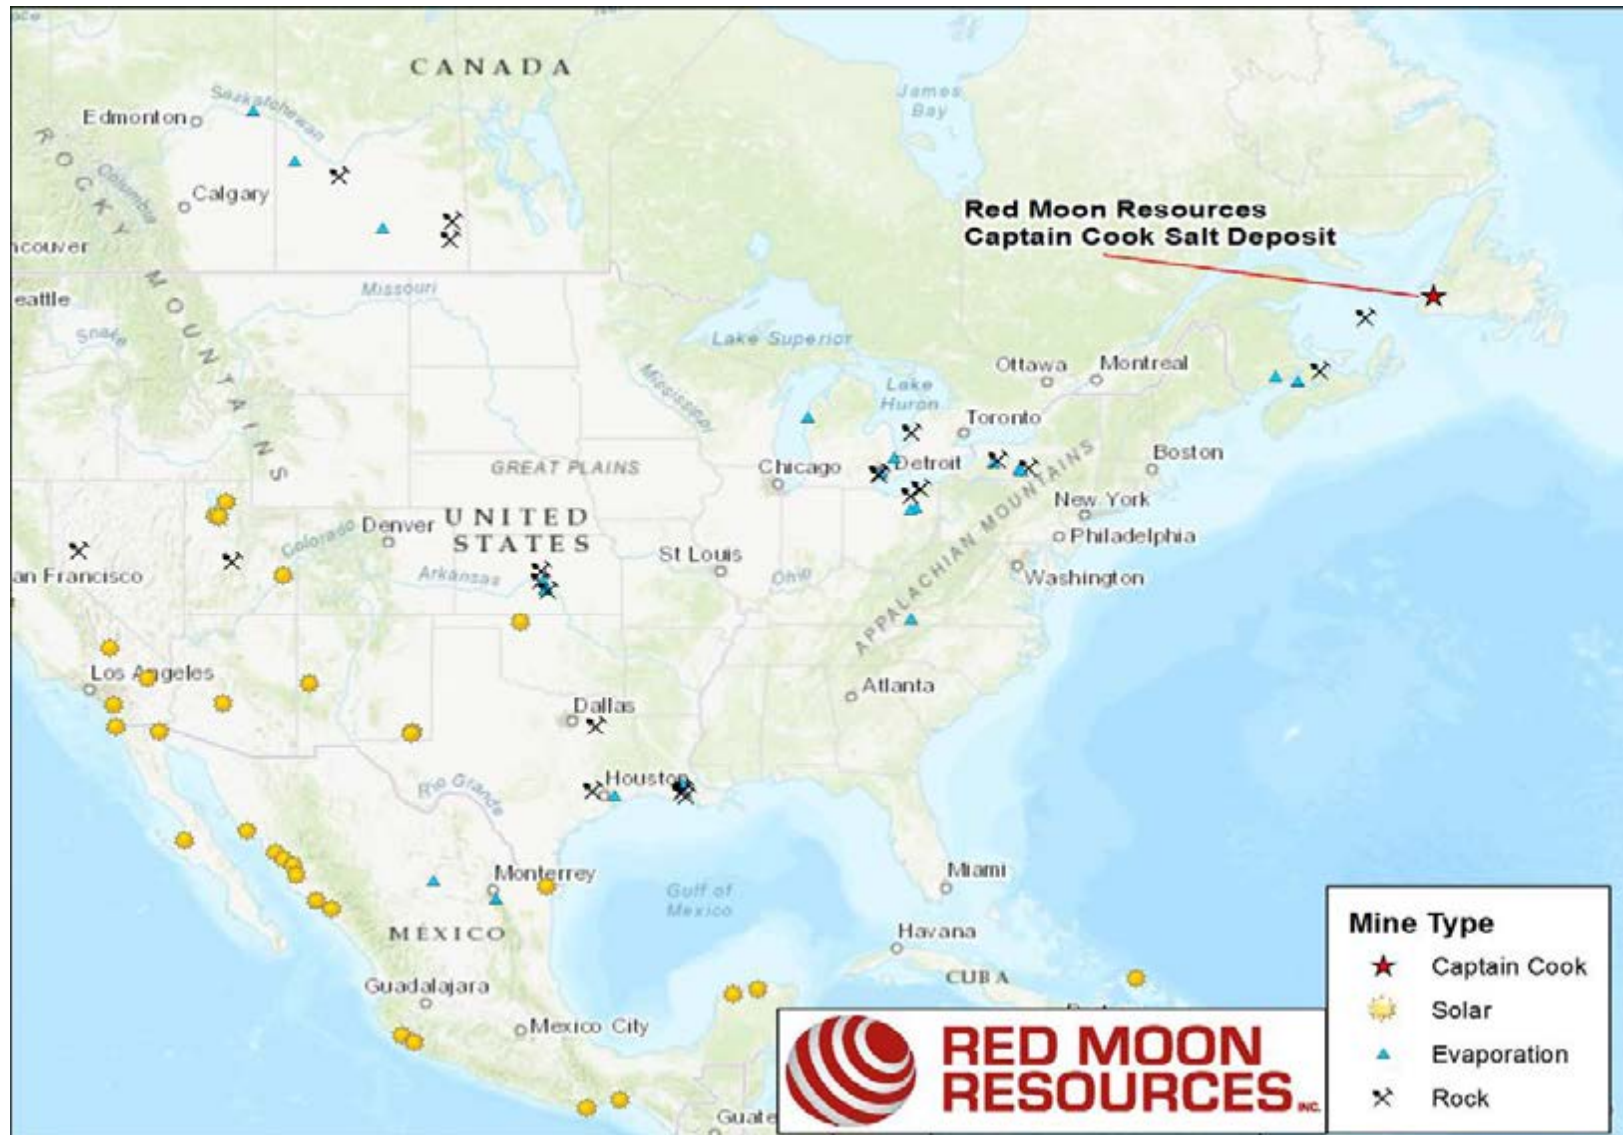 CANADA
James
Bay
Saskatchewan
Edmonton
ROCKY MOUNTAINS
Columbia
Calgary
ncouver
Red Moon Resources
Captain Cook Salt Deposit
Missouri
eattle
Snake
Lake Superior
Mississippi
Ottawa
Montreal
Lake
Huron
Toronto
GREAT PLAINS
Chicago
Detroit
Boston
New York
Colorado
Denver
UNITED
STATES
Philadelphia
St Louis
an Francisco
Arkansas
Washington
APPALACHIAN MOUNTAINS
Los Angeles
Atlanta
Dallas
Houston
Rio Grande
Monterrey
Gulf of
Mexico
Miami
MÉXICO
Havana
CUBA
Guadalajara
Mexico City
Guate
RED MOON
RESOURCES INC.
Mine Type
Captain Cook
Solar
Evaporation
Rock